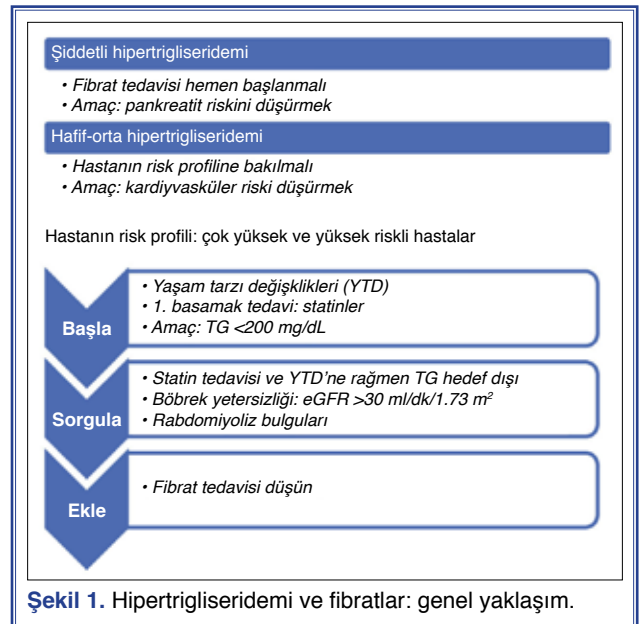 Şiddetli hipertrigliseridemi
• Fibrat tedavisi hemen başlanmalı
• Amaç: pankreatit riskini düşürmek
Hafif-orta hipertrigliseridemi
• Hastanın risk profiline bakılmalı
• Amaç: kardiyvasküler riski düşürmek
Hastanın risk profili: çok yüksek ve yüksek riskli hastalar
Başla
• Yaşam tarzı değişklikleri (YTD)
• 1. basamak tedavi: statinler
• Amaç: TG <200 mg/dL
Sorgula
• Statin tedavisi ve YTD’ne rağmen TG hedef dışı
• Böbrek yetersizliği: eGFR >30 ml/dk/1.73 m²
• Rabdomiyoliz bulguları
Ekle
• Fibrat tedavisi düşün
Şekil 1. Hipertrigliseridemi ve fibratlar: genel yaklaşım.